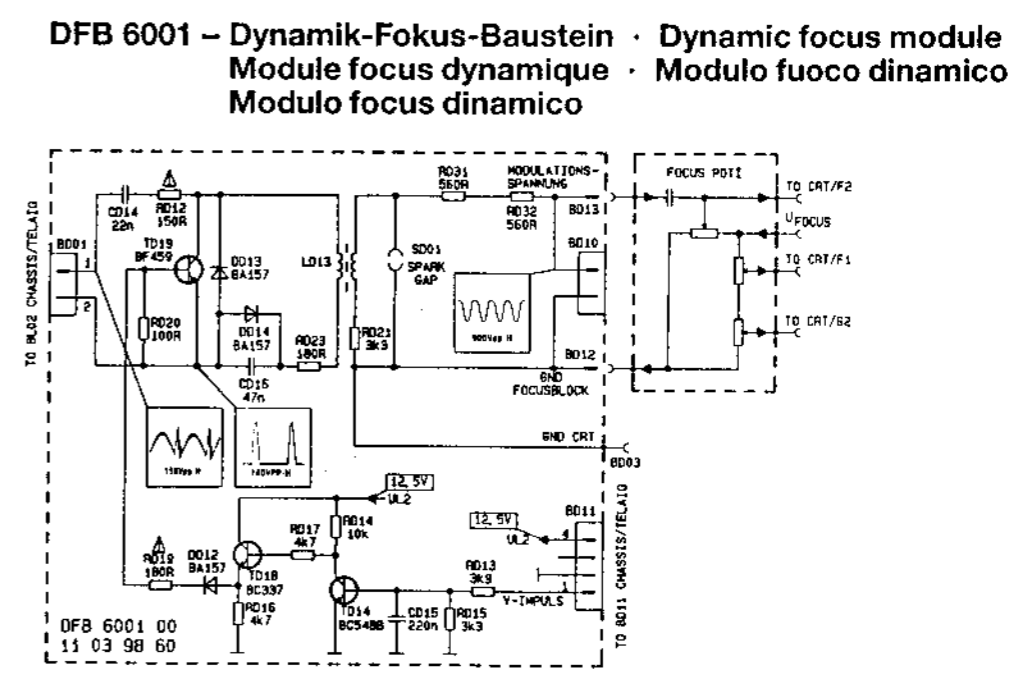 DFB 6001 – Dynamik-Fokus-Baustein · Dynamic focus module
Module focus dynamique · Modulo fuoco dinamico
Modulo focus dinamico
RD31
560R
MODULATIONS-
SPANNUNG
FOCUS POTI
CD14
22n
RD12
150R
RD32
560R
BD13
TO CRT/F2
UFOCUS
TO BL02 CHASSIS/TELAIO
BD01
1
2
TD19
BF459
DD13
BA157
LD13
SD01
SPARK
GAP
BD10
TO CRT/F1
RD20
100R
DD14
BA157
RD23
180R
RD21
3k3
900Vpp H
TO CRT/G2
CD16
47n
BD12
GND
FOCUSBLOCK
GND CRT
BD03
150Vpp H
140VPP-H
12,5V
UL2
RD17
4k7
RD14
10k
12,5V
UL2
BD11
4
1
TO BD11 CHASSIS/TELAIO
RD19
180R
DD12
BA157
TD18
BC337
RD13
3k9
V-IMPULS
RD16
4k7
TD14
BC548B
CD15
220n
RD15
3k3
DFB 6001 00
11 03 98 60